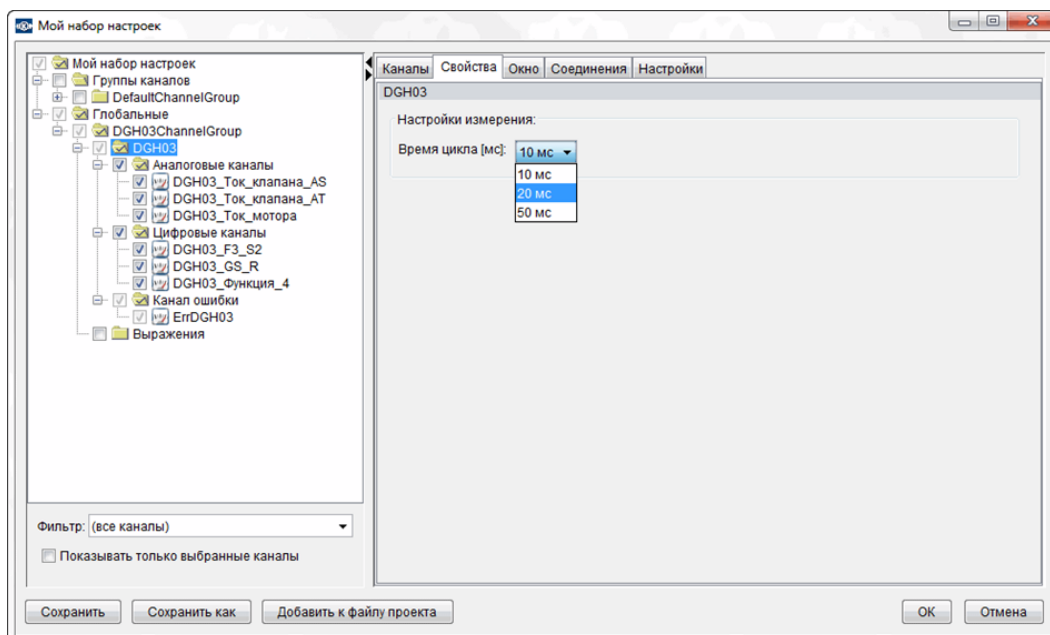 Мой набор настроек
Мой набор настроек
Группы каналов
DefaultChannelGroup
Глобальные
DGH03ChannelGroup
DGH03
Аналоговые каналы
DGH03_Ток_клапана_AS
DGH03_Ток_клапана_AT
DGH03_Ток_мотора
Цифровые каналы
DGH03_F3_S2
DGH03_GS_R
DGH03_Функция_4
Канал ошибки
ErrDGH03
Выражения
Фильтр: (все каналы)
Показывать только выбранные каналы
Каналы Свойства Окно Соединения Настройки
DGH03
Настройки измерения:
Время цикла [мс]: 10 мс
10 мс
20 мс
50 мс
Сохранить Сохранить как Добавить к файлу проекта OK Отмена